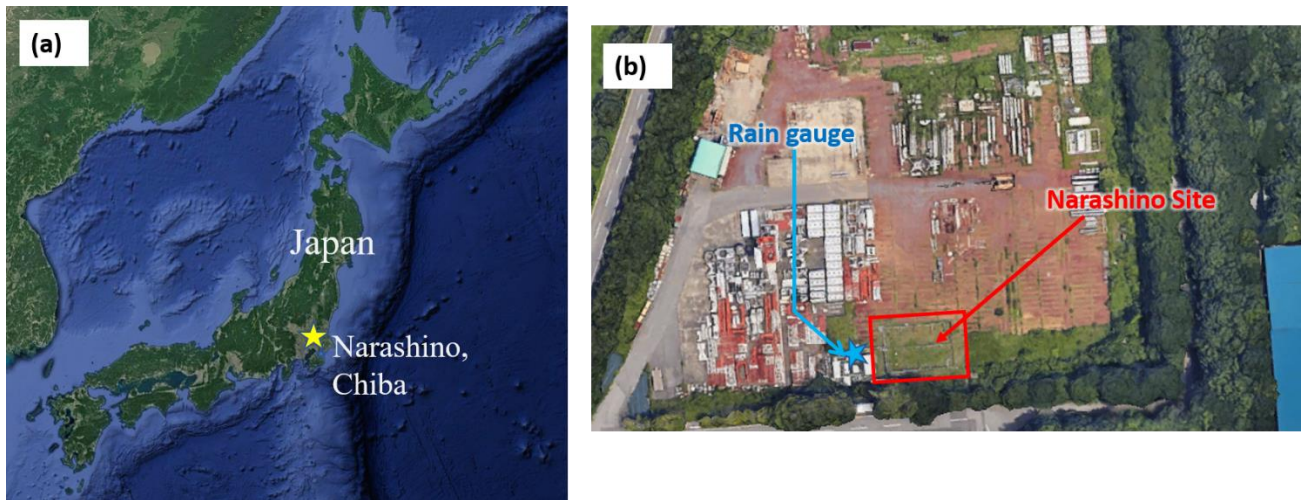 (a)
Japan
Narashino,
Chiba
(b)
Rain gauge
Narashino Site